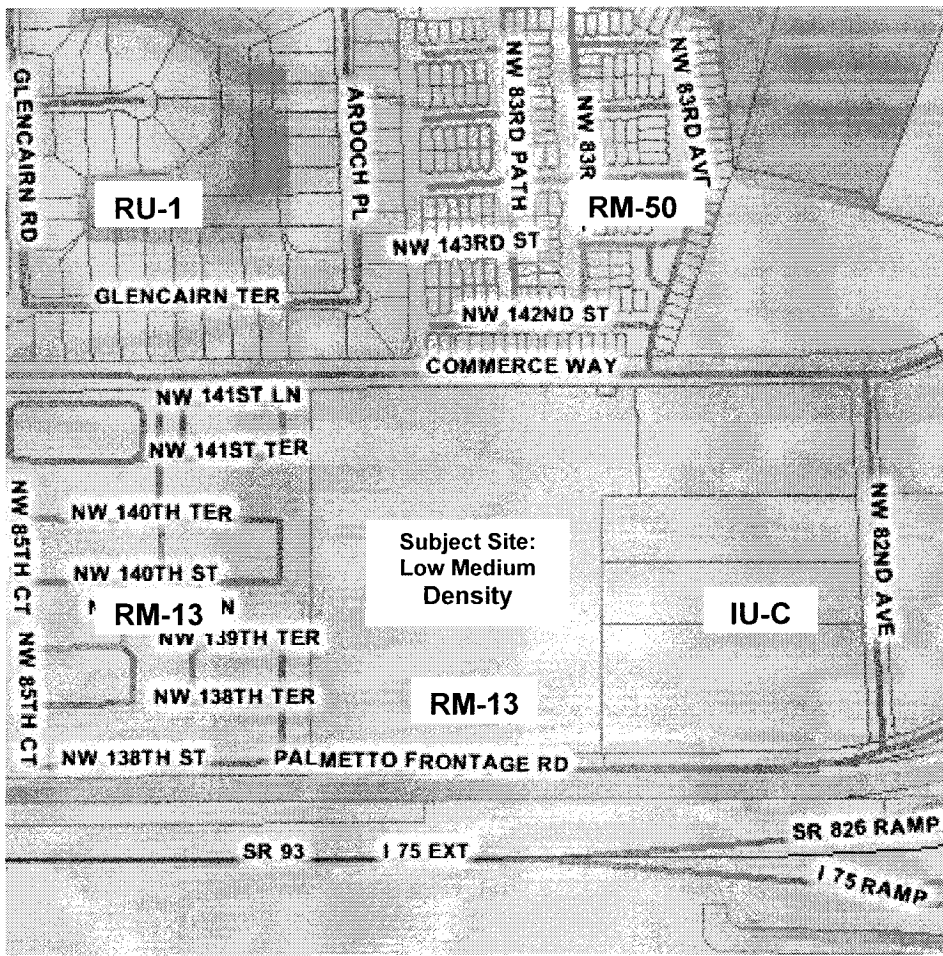 GLENCAIRN RD
ARDOCH PL
NW 83RD PATH
NW 83R
NW 83RD AVE
RU-1
RM-50
NW 143RD ST
GLENCAIRN TER
NW 142ND ST
COMMERCE WAY
NW 141ST LN
NW 141ST TER
NW 85TH CT
NW 140TH TER
NW 140TH ST
Subject Site:
Low Medium
Density
NW 82ND AVE
RM-13
IU-C
NW 139TH TER
NW 85TH CT
NW 138TH TER
RM-13
NW 138TH ST
PALMETTO FRONTAGE RD
SR 93
I 75 EXT
SR 826 RAMP
I 75 RAMP